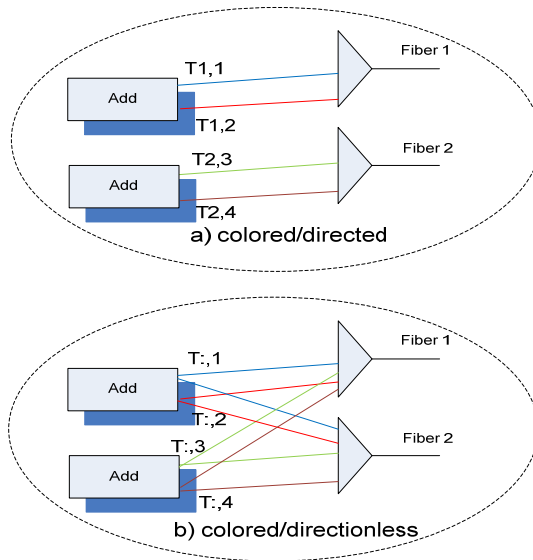 Fiber 1
T1,1
Add
T1,2
Fiber 2
T2,3
Add
T2,4
a) colored/directed
Fiber 1
T:,1
Add
T:,2
Fiber 2
T:,3
Add
T:,4
b) colored/directionless